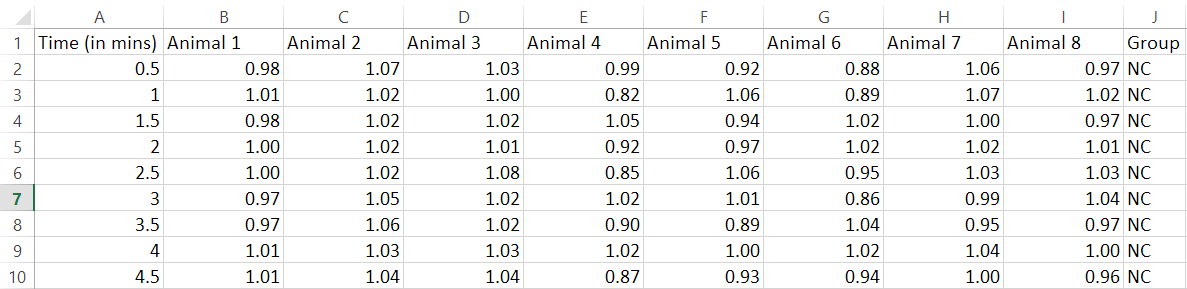 A B C D E F G H I J
1 Time (in mins) Animal 1 Animal 2 Animal 3 Animal 4 Animal 5 Animal 6 Animal 7 Animal 8 Group
2 0.5 0.98 1.07 1.03 0.99 0.92 0.88 1.06 0.97 NC
3 1 1.01 1.02 1.00 0.82 1.06 0.89 1.07 1.02 NC
4 1.5 0.98 1.02 1.02 1.05 0.94 1.02 1.00 0.97 NC
5 2 1.00 1.02 1.01 0.92 0.97 1.02 1.02 1.01 NC
6 2.5 1.00 1.02 1.08 0.85 1.06 0.95 1.03 1.03 NC
7 3 0.97 1.05 1.02 1.02 1.01 0.86 0.99 1.04 NC
8 3.5 0.97 1.06 1.02 0.90 0.89 1.04 0.95 0.97 NC
9 4 1.01 1.03 1.03 1.02 1.00 1.02 1.04 1.00 NC
10 4.5 1.01 1.04 1.04 0.87 0.93 0.94 1.00 0.96 NC